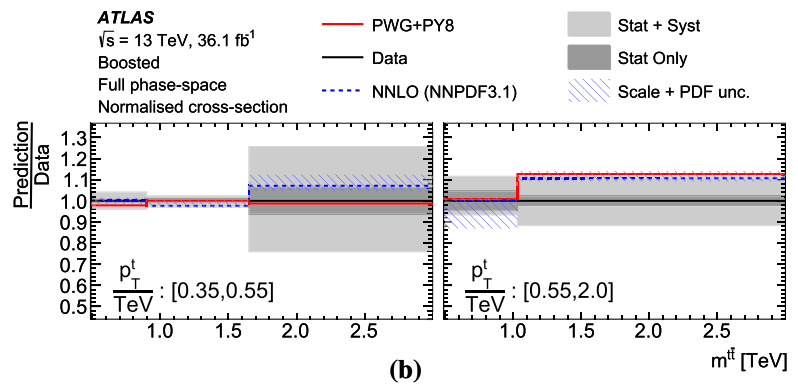 ATLAS
√s = 13 TeV, 36.1 fb⁻¹
Boosted
Full phase-space
Normalised cross-section
PWG+PY8
Data
NNLO (NNPDF3.1)
Stat + Syst
Stat Only
Scale + PDF unc.
Prediction
Data
1.3
1.2
1.1
1.0
0.9
0.8
0.7
0.6
0.5
p_T^t
TeV : [0.35,0.55]
p_T^t
TeV : [0.55,2.0]
1.0 1.5 2.0 2.5 1.0 1.5 2.0 2.5
m^{tt̄} [TeV]
(b)